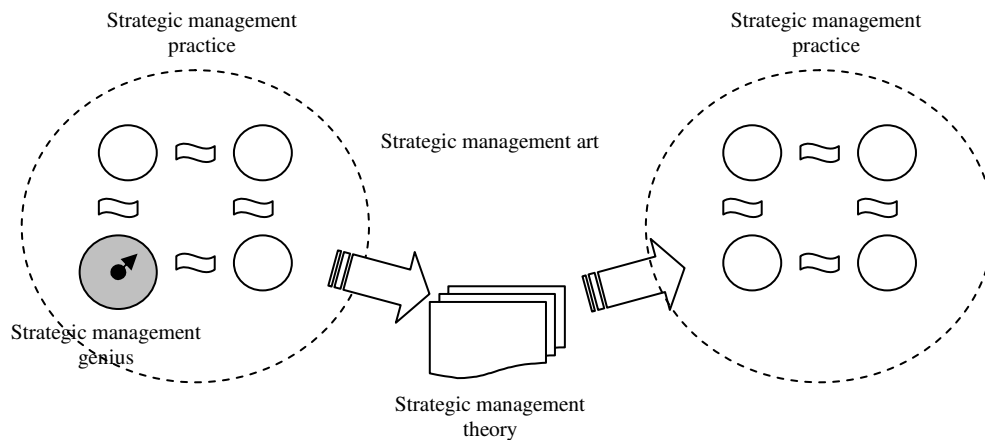 Strategic management
practice
Strategic management
practice
Strategic management art
Strategic management
genius
Strategic management
theory